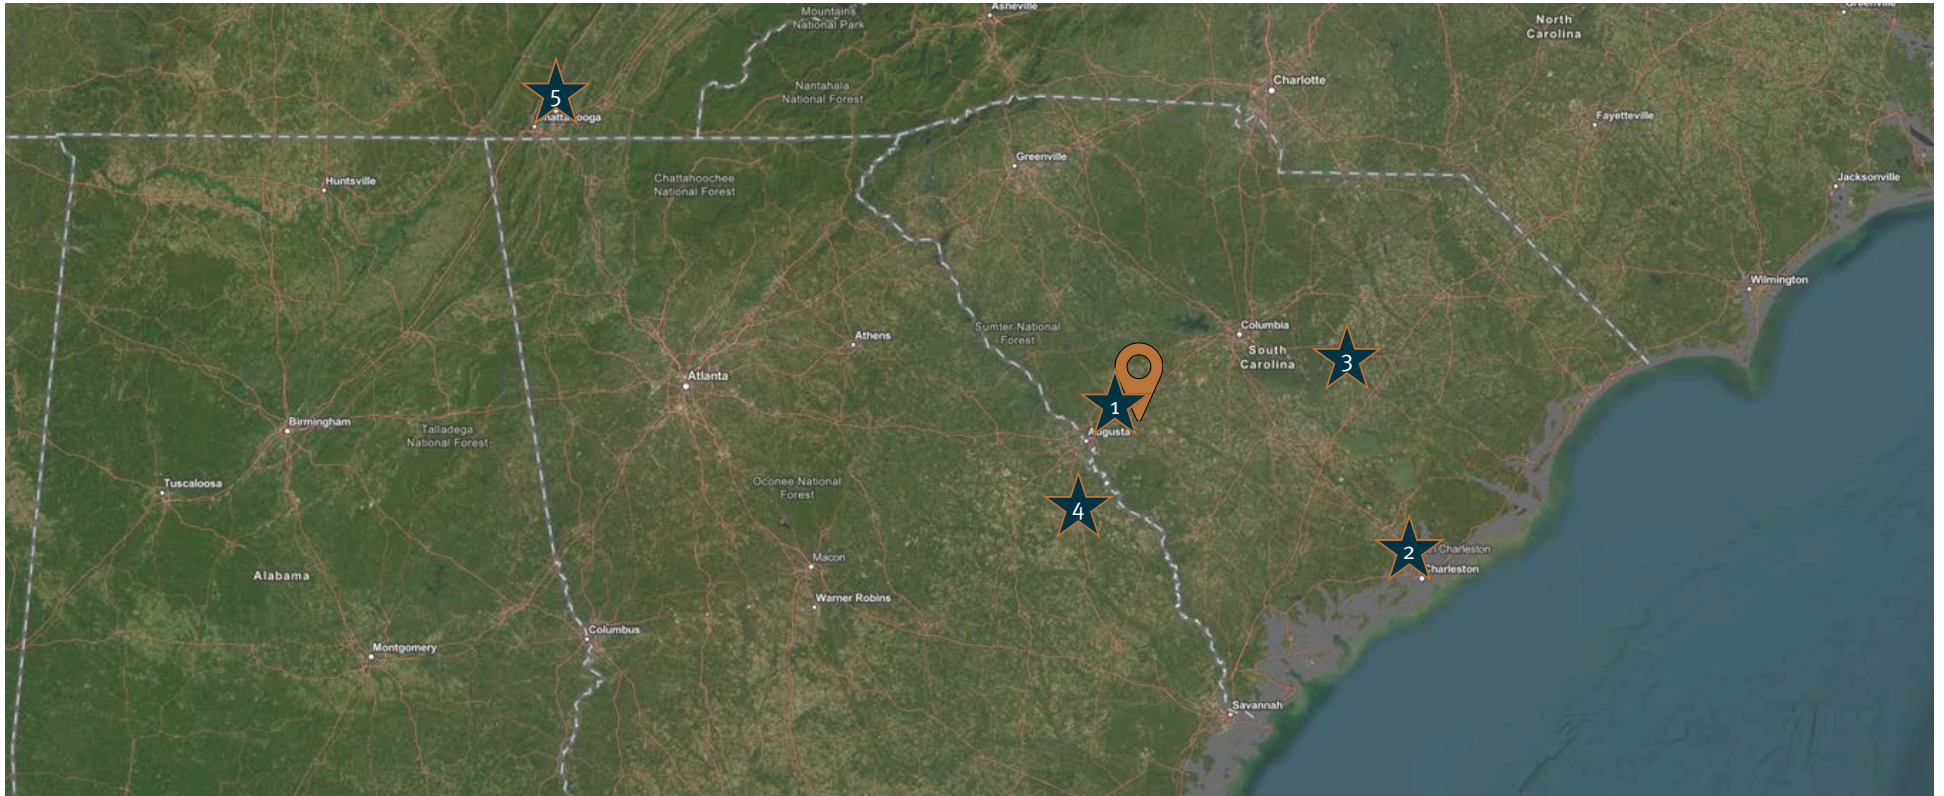 Mountains
National Park
Asheville
North
Carolina
Greenville
Charlotte
Nantahala
National Forest
5
Fayetteville
Huntsville
Chattahoochee
National Forest
Greenville
Jacksonville
Wilmington
Sumter National
Forest
Athens
Columbia
South
Carolina
3
Atlanta
1
Augusta
Birmingham
Talladega
National Forest
Tuscaloosa
Oconee National
Forest
4
2
Charleston
Charleston
Macon
Alabama
Warner Robins
Columbus
Montgomery
Savannah